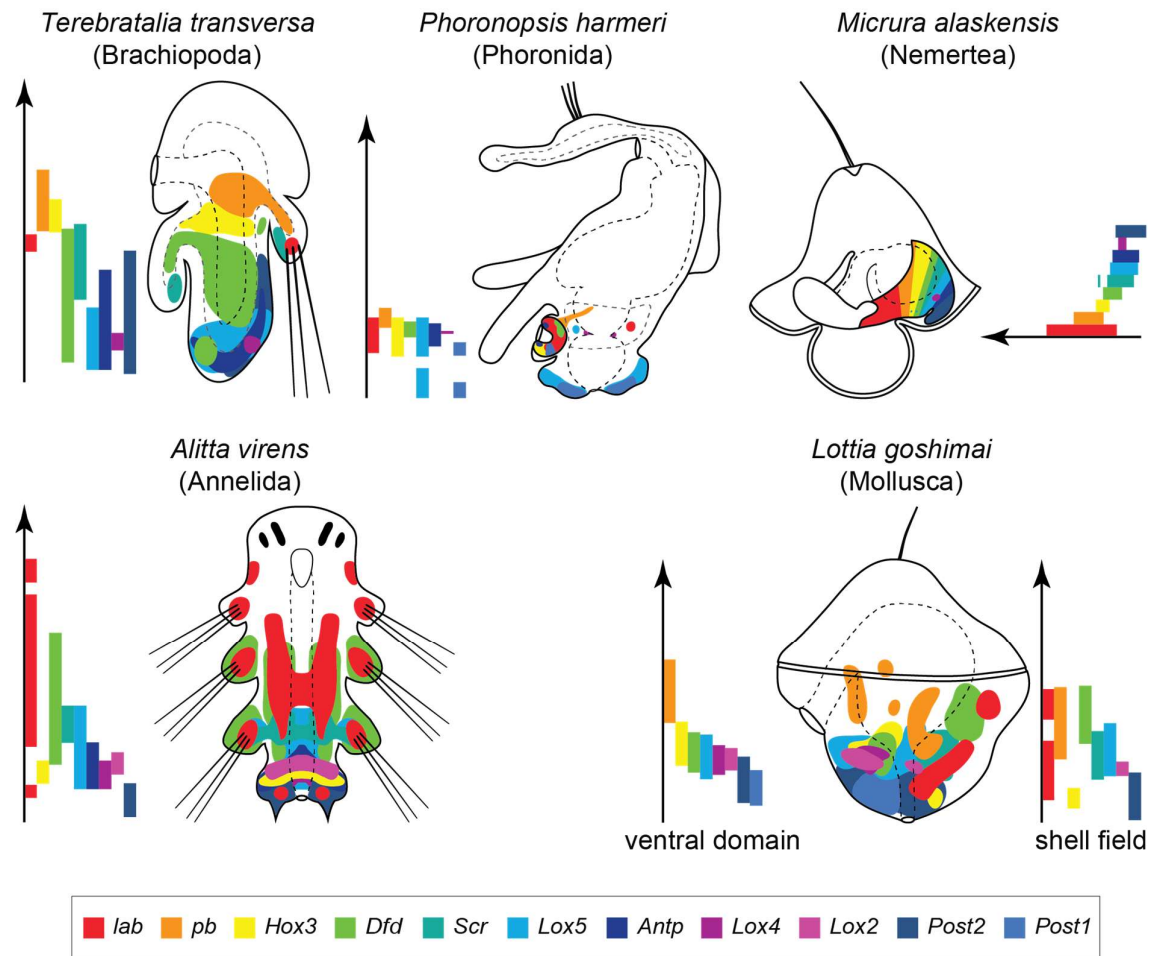 Terebratalia transversa
(Brachiopoda)
Phoronopsis harmeri
(Phoronida)
Micrura alaskensis
(Nemertea)
Alitta virens
(Annelida)
Lottia goshimai
(Mollusca)
ventral domain
shell field
lab pb Hox3 Dfd Scr Lox5 Antp Lox4 Lox2 Post2 Post1